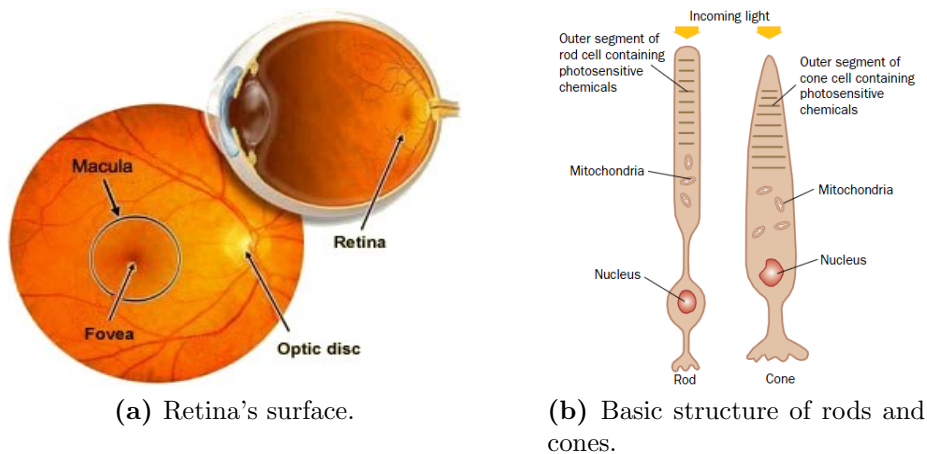 Macula
Fovea
Retina
Optic disc
(a) Retina's surface.
Incoming light
Outer segment of
rod cell containing
photosensitive
chemicals
Outer segment of
cone cell containing
photosensitive
chemicals
Mitochondria
Mitochondria
Nucleus
Nucleus
Rod
Cone
(b) Basic structure of rods and
cones.